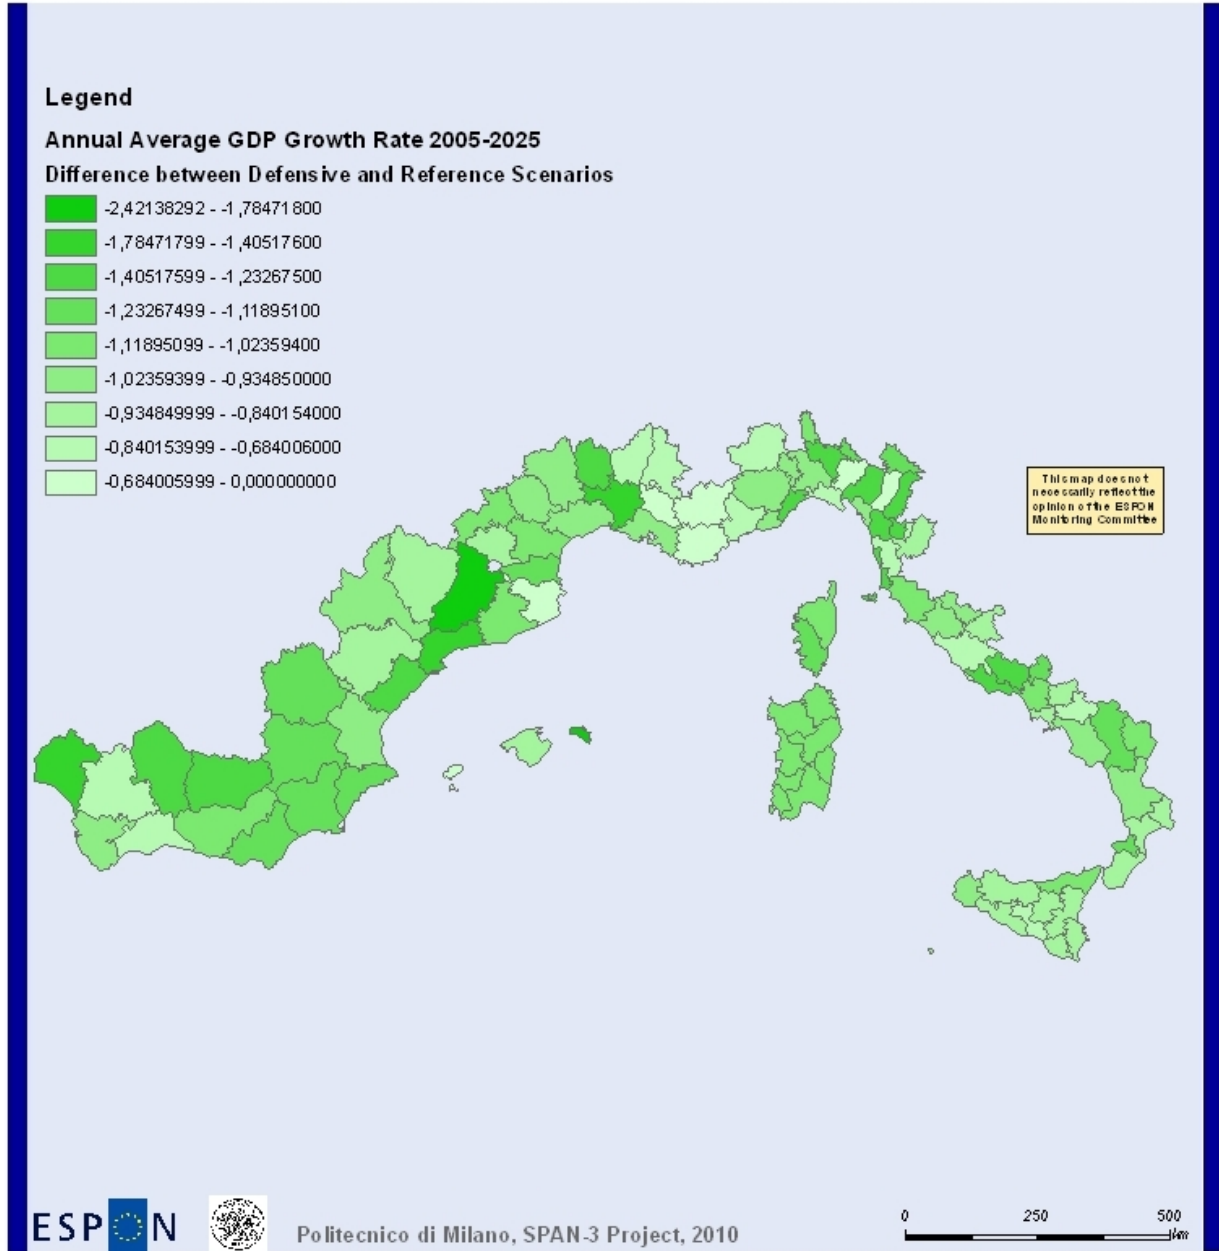 Legend
Annual Average GDP Growth Rate 2005-2025
Difference between Defensive and Reference Scenarios
-2,42138292 - -1,78471800
-1,78471799 - -1,40517600
-1,40517599 - -1,23267500
-1,23267499 - -1,11895100
-1,11895099 - -1,02359400
-1,02359399 - -0,934850000
-0,934849999 - -0,840154000
-0,840153999 - -0,684006000
-0,684005999 - 0,000000000
This map does not
necessarily reflect the
opinion of the ESPON
Monitoring Committee
ESPON
Politecnico di Milano, SPAN-3 Project, 2010
0 250 500
km